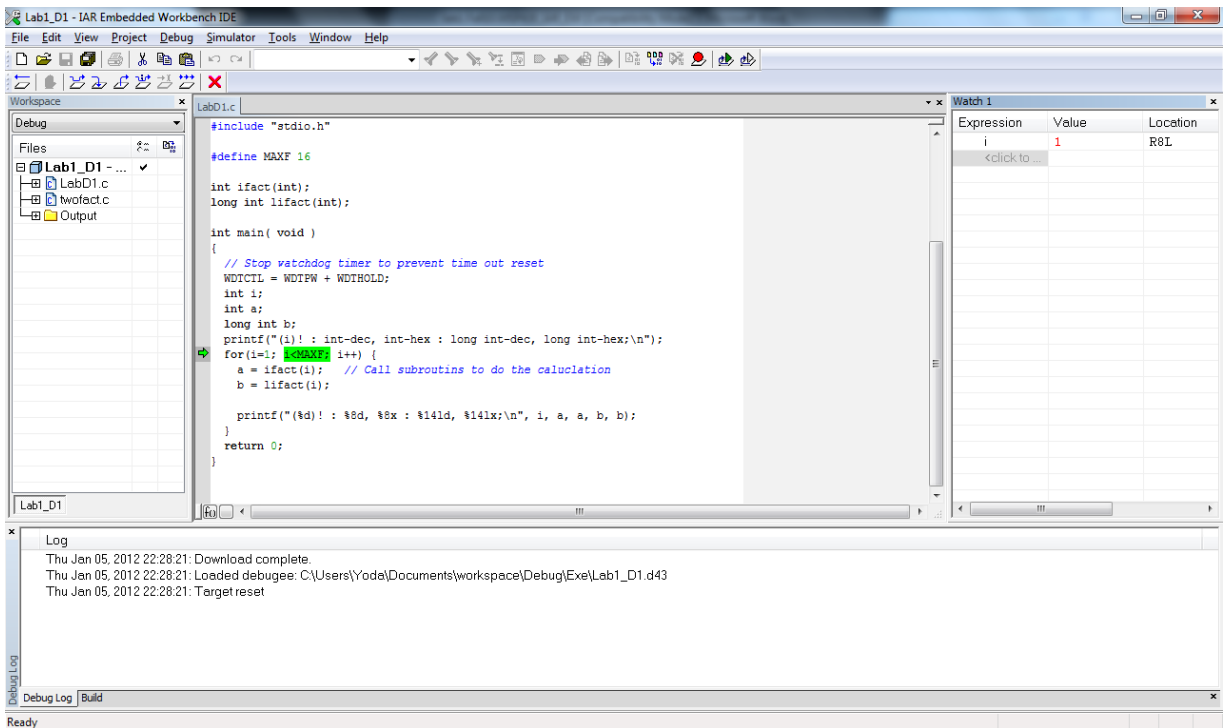 Lab1_D1 - IAR Embedded Workbench IDE
File Edit View Project Debug Simulator Tools Window Help
Workspace
Debug
Files
Lab1_D1 - ...
LabD1.c
twofact.c
Output
Lab1_D1
LabD1.c
#include "stdio.h"
#define MAXF 16
int ifact(int);
long int lifact(int);
int main( void )
{
// Stop watchdog timer to prevent time out reset
WDTCTL = WDTPW + WDTHOLD;
int i;
int a;
long int b;
printf("(i)! : int-dec, int-hex : long int-dec, long int-hex;\n");
for(i=1; i<MAXF; i++) {
a = ifact(i); // Call subroutins to do the caluclation
b = lifact(i);
printf("(%d)! : %8d, %8x : %14ld, %14lx;\n", i, a, a, b, b);
}
return 0;
}
Watch 1
Expression Value Location
i 1 R8L
<click to ...
Log
Thu Jan 05, 2012 22:28:21: Download complete.
Thu Jan 05, 2012 22:28:21: Loaded debugee: C:\Users\Yoda\Documents\workspace\Debug\Exe\Lab1_D1.d43
Thu Jan 05, 2012 22:28:21: Target reset
Debug Log
Debug Log Build
Ready